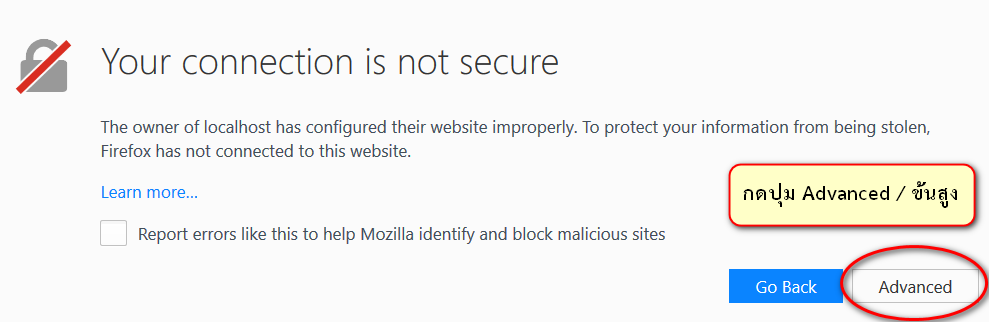 Your connection is not secure
The owner of localhost has configured their website improperly. To protect your information from being stolen,
Firefox has not connected to this website.
Learn more...
กดปุ่ม Advanced / ขั้นสูง
Report errors like this to help Mozilla identify and block malicious sites
Go Back
Advanced